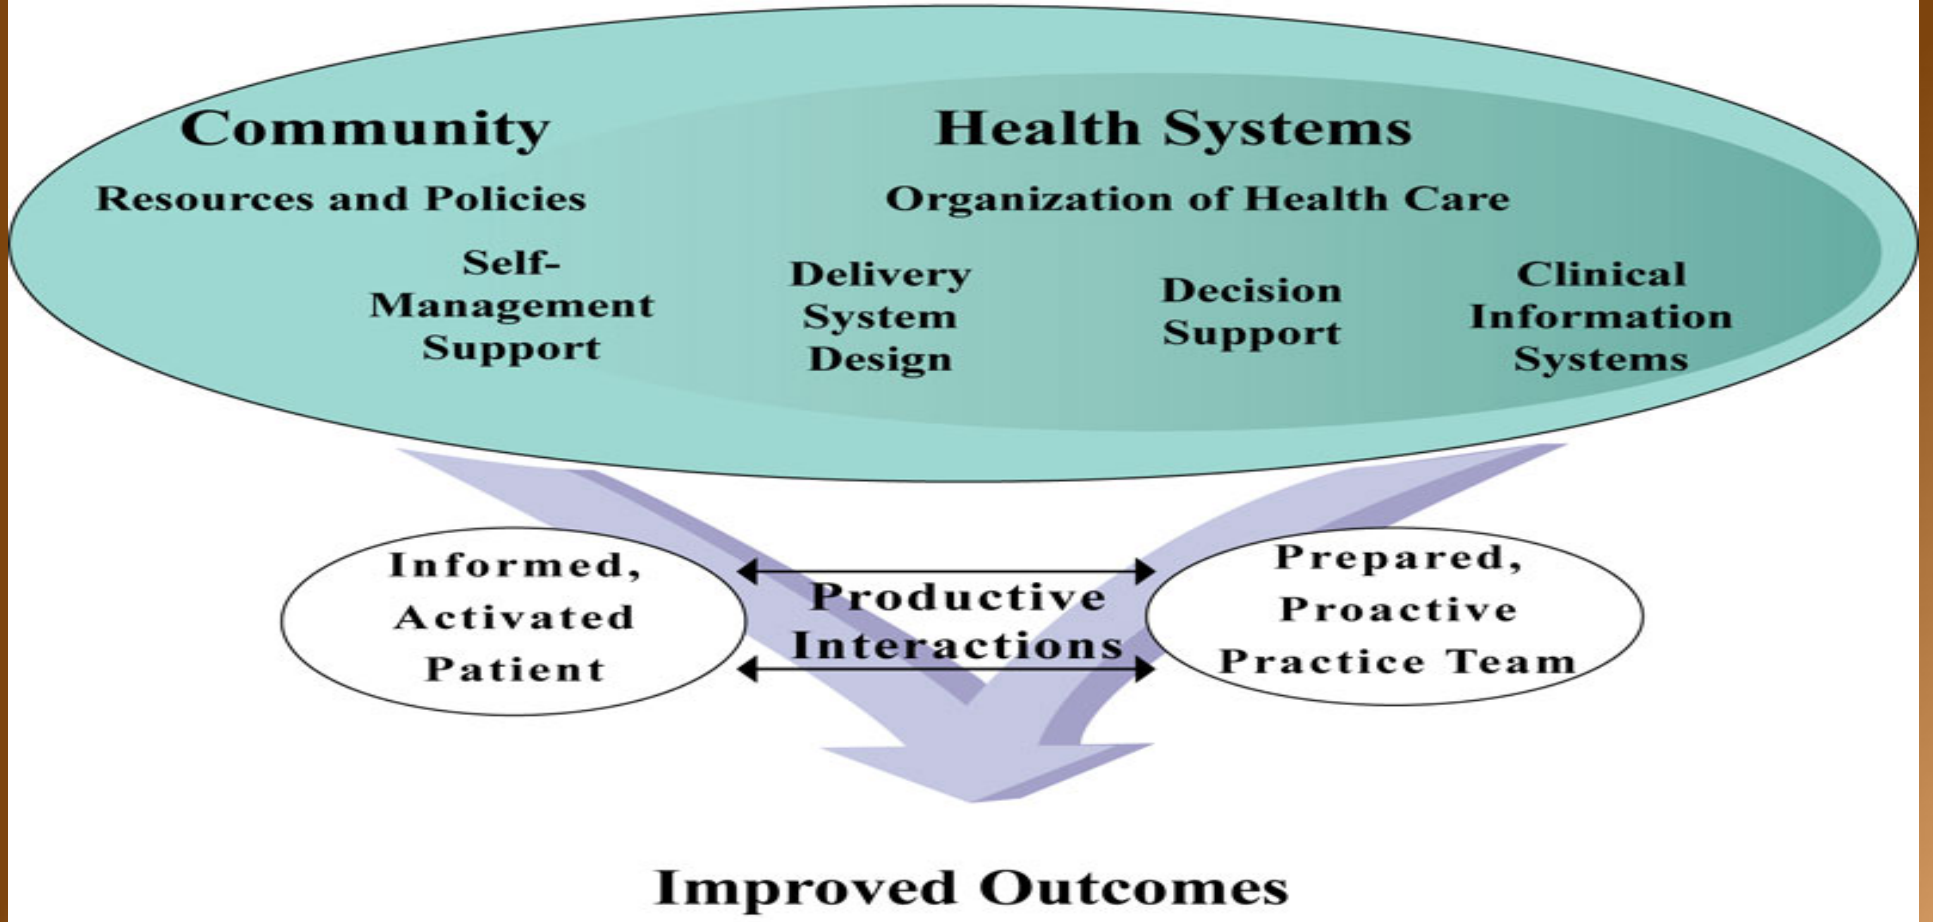 Community
Health Systems
Resources and Policies
Organization of Health Care
Self-
Management
Support
Delivery
System
Design
Decision
Support
Clinical
Information
Systems
Informed,
Activated
Patient
Productive
Interactions
Prepared,
Proactive
Practice Team
Improved Outcomes